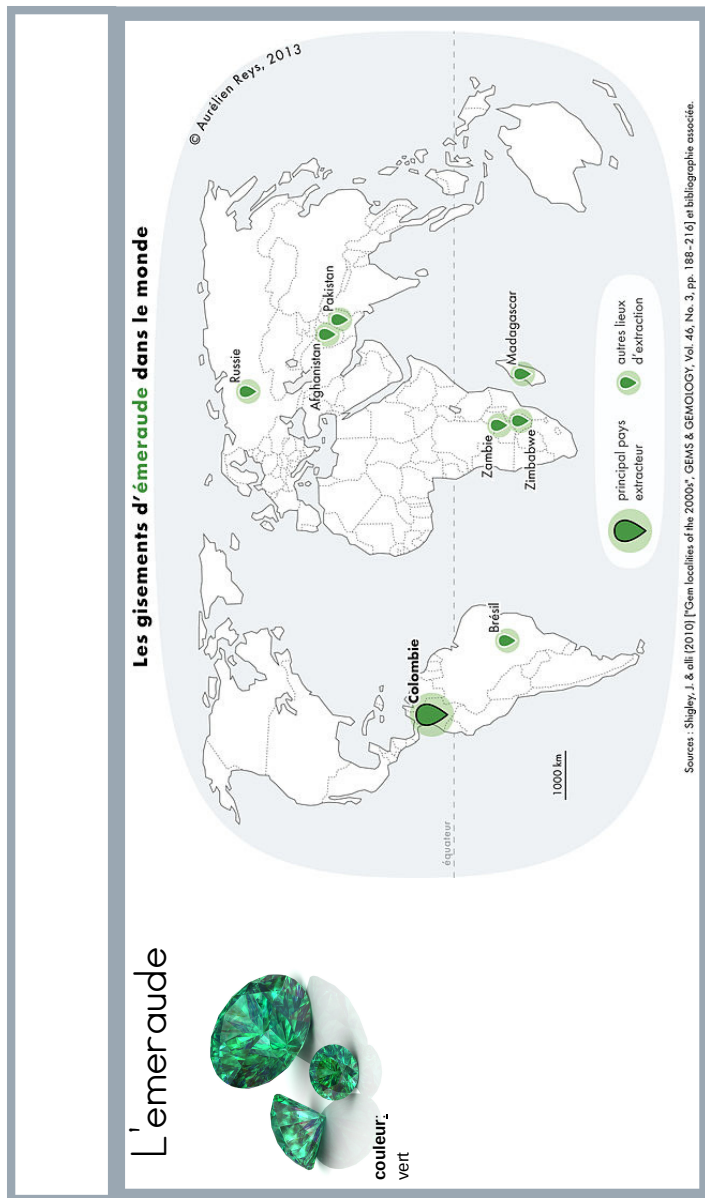 L'emeraude
couleur:
vert
Les gisements d'émeraude dans le monde
© Aurélien Reys, 2013
Russie
Afghanistan
Pakistan
Colombie
équateur
Brésil
Zambie
Zimbabwe
Madagascar
1000 km
principal pays
extracteur
autres lieux
d'extraction
Sources : Shigley, J. & alli [2010] ["Gem localities of the 2000s", GEMS & GEMOLOGY, Vol. 46, No. 3, pp. 188-216] et bibliographie associée.